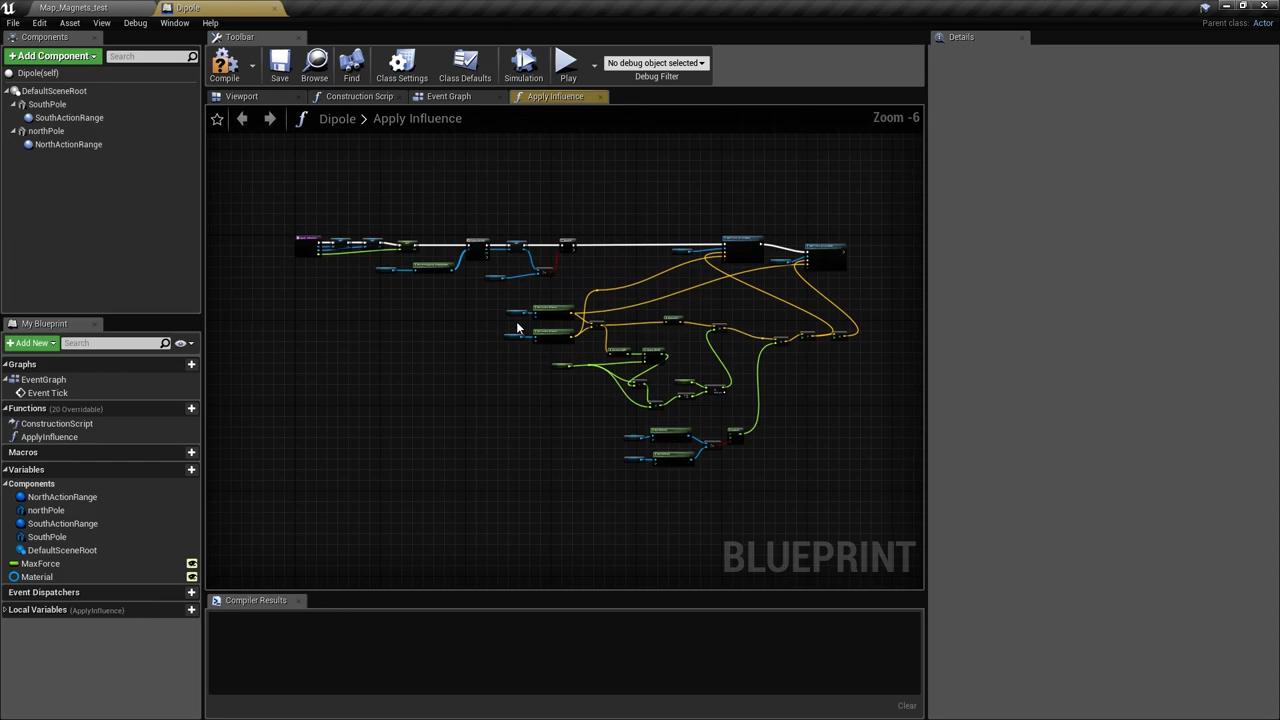 Map_Magnets_test
Dipole
File Edit Asset View Debug Window Help
Parent class: Actor
Components
Toolbar
Details
Add Component
Search
Dipole(self)
DefaultSceneRoot
SouthPole
SouthActionRange
northPole
NorthActionRange
Compile
Save
Browse
Find
Class Settings
Class Defaults
Simulation
Play
No debug object selected
Debug Filter
Viewport
Construction Scrip
Event Graph
Apply Influence
Dipole > Apply Influence
Zoom -6
My Blueprint
Add New
Search
Graphs
EventGraph
Event Tick
Functions (20 Overridable)
ConstructionScript
ApplyInfluence
Macros
Variables
Components
NorthActionRange
northPole
SouthActionRange
SouthPole
DefaultSceneRoot
MaxForce
Material
Event Dispatchers
Local Variables (ApplyInfluence)
BLUEPRINT
Compiler Results
Clear